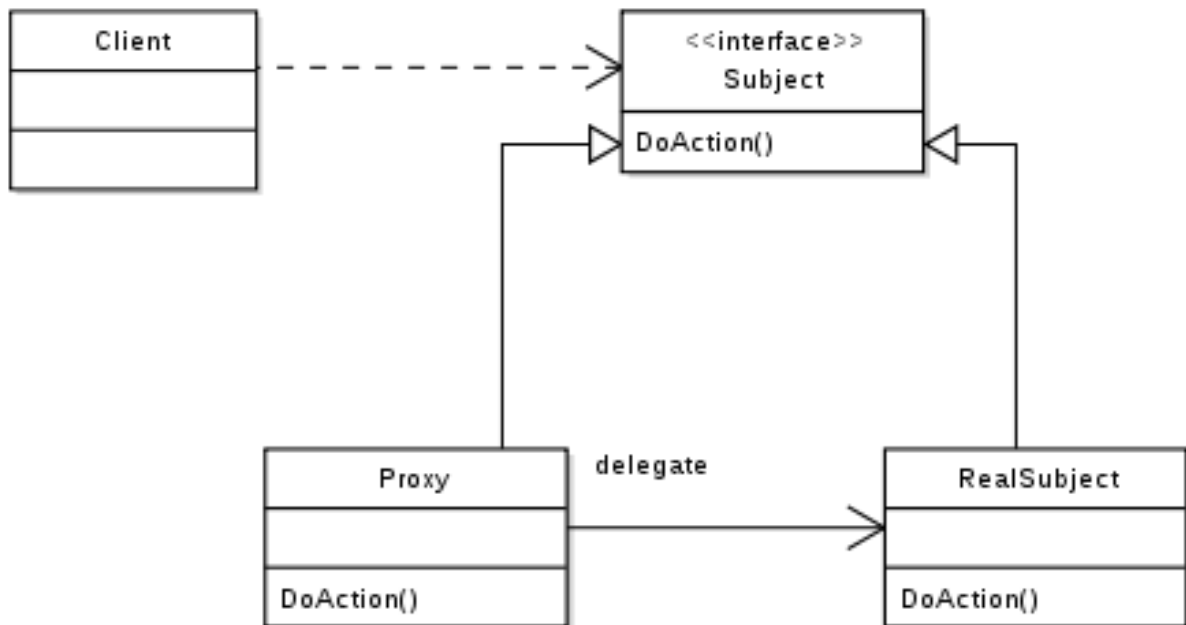 Client
<<interface>>
Subject
DoAction()
delegate
Proxy
RealSubject
DoAction()
DoAction()